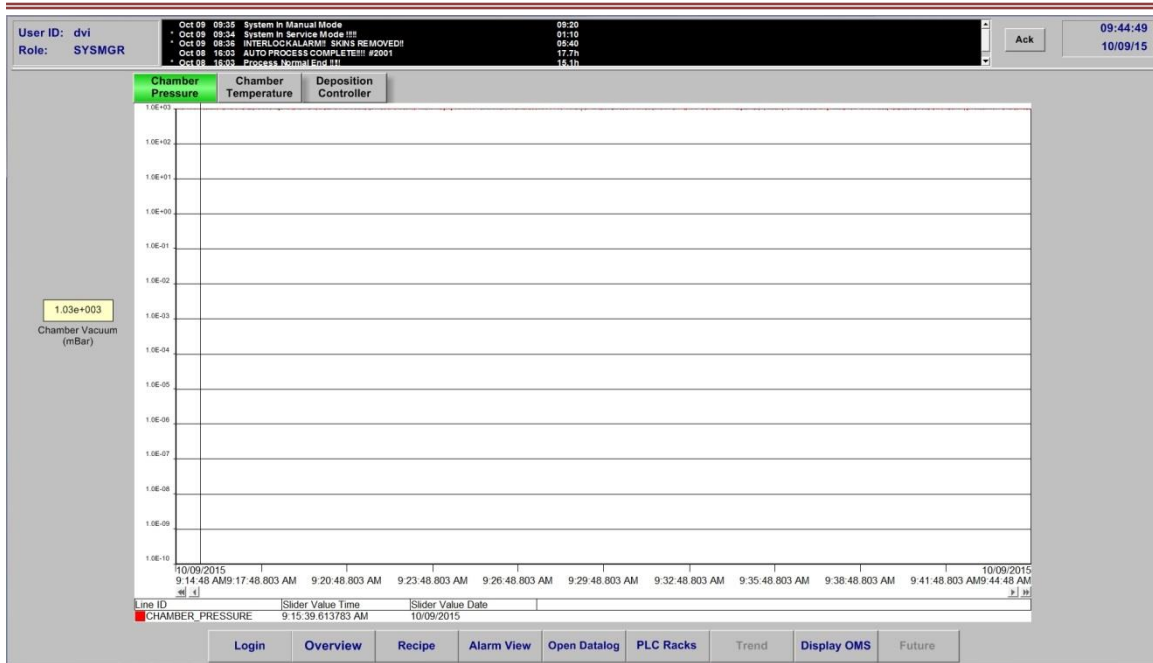 User ID: dvi
Role: SYSMGR
Oct 09 09:35 System In Manual Mode 09:20
* Oct 09 09:34 System In Service Mode !!!! 01:10
* Oct 09 08:36 INTERLOCKALARM!! SKINS REMOVED!! 05:40
Oct 08 16:03 AUTO PROCESS COMPLETE!!!! #2001 17.7h
* Oct 08 16:03 Process Normal End !!!! 15.1h
Ack
09:44:49
10/09/15
Chamber Pressure
Chamber Temperature
Deposition Controller
1.0E+03
1.0E+02
1.0E+01
1.0E+00
1.0E-01
1.0E-02
1.0E-03
1.0E-04
1.0E-05
1.0E-06
1.0E-07
1.0E-08
1.0E-09
1.0E-10
1.03e+003
Chamber Vacuum
(mBar)
10/09/2015 10/09/2015
9:14:48 AM 9:17:48.803 AM 9:20:48.803 AM 9:23:48.803 AM 9:26:48.803 AM 9:29:48.803 AM 9:32:48.803 AM 9:35:48.803 AM 9:38:48.803 AM 9:41:48.803 AM 9:44:48 AM
Line ID Slider Value Time Slider Value Date
CHAMBER_PRESSURE 9:15:39.613783 AM 10/09/2015
Login Overview Recipe Alarm View Open Datalog PLC Racks Trend Display OMS Future